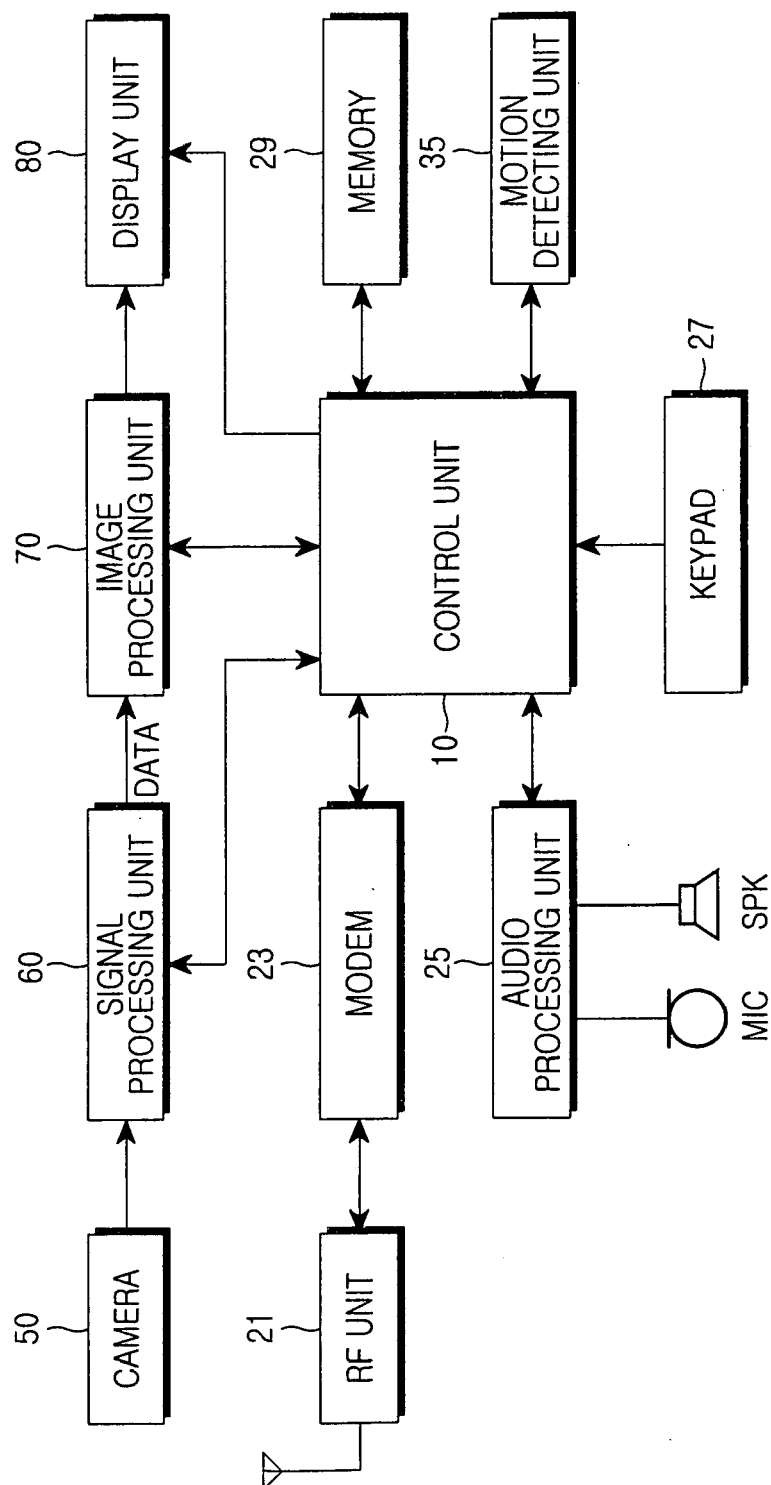 50
CAMERA
60
SIGNAL
PROCESSING UNIT
DATA
70
IMAGE
PROCESSING UNIT
80
DISPLAY UNIT
21
RF UNIT
23
MODEM
10
CONTROL UNIT
29
MEMORY
25
AUDIO
PROCESSING UNIT
35
MOTION
DETECTING UNIT
MIC
SPK
KEYPAD
27